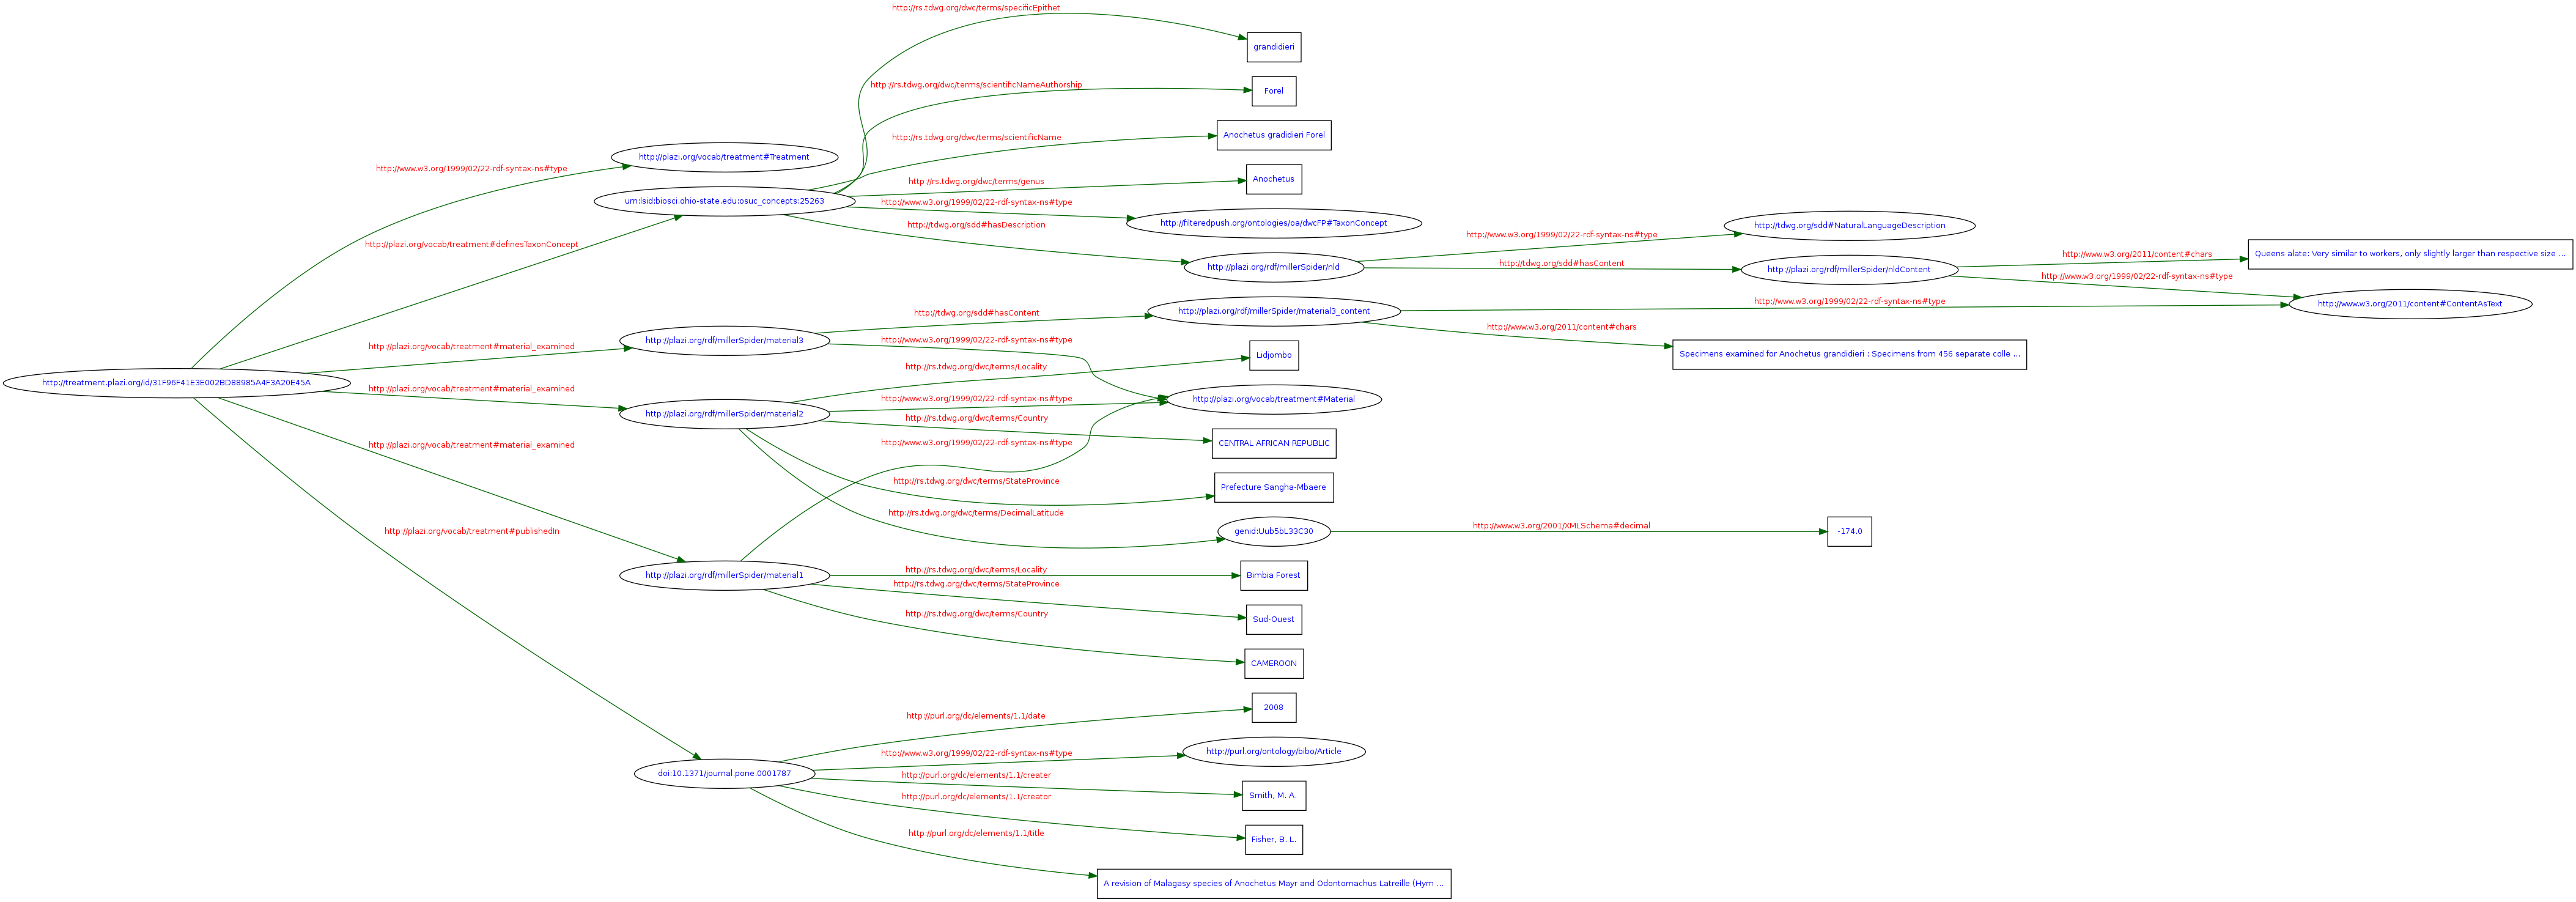 http://rs.tdwg.org/dwc/terms/specificEpithet
grandidieri
http://rs.tdwg.org/dwc/terms/scientificNameAuthorship
Forel
http://rs.tdwg.org/dwc/terms/scientificName
Anochetus gradidieri Forel
http://www.w3.org/1999/02/22-rdf-syntax-ns#type
http://plazi.org/vocab/treatment#Treatment
http://rs.tdwg.org/dwc/terms/genus
Anochetus
urn:lsid:biosci.ohio-state.edu:osuc_concepts:25263
http://www.w3.org/1999/02/22-rdf-syntax-ns#type
http://filteredpush.org/ontologies/oa/dwcFP#TaxonConcept
http://plazi.org/vocab/treatment#definesTaxonConcept
http://tdwg.org/sdd#hasDescription
http://plazi.org/rdf/millerSpider/nld
http://www.w3.org/1999/02/22-rdf-syntax-ns#type
http://tdwg.org/sdd#NaturalLanguageDescription
http://tdwg.org/sdd#hasContent
http://plazi.org/rdf/millerSpider/nldContent
http://www.w3.org/2011/content#chars
Queens alate: Very similar to workers, only slightly larger than respective size ...
http://www.w3.org/1999/02/22-rdf-syntax-ns#type
http://www.w3.org/2011/content#ContentAsText
http://plazi.org/vocab/treatment#material_examined
http://plazi.org/rdf/millerSpider/material3
http://tdwg.org/sdd#hasContent
http://plazi.org/rdf/millerSpider/material3_content
http://www.w3.org/1999/02/22-rdf-syntax-ns#type
http://www.w3.org/2011/content#chars
Specimens examined for Anochetus grandidieri : Specimens from 456 separate colle ...
http://www.w3.org/1999/02/22-rdf-syntax-ns#type
http://treatment.plazi.org/id/31F96F41E3E002BD88985A4F3A20E45A
http://plazi.org/vocab/treatment#material_examined
http://plazi.org/rdf/millerSpider/material2
http://rs.tdwg.org/dwc/terms/Locality
Lidjombo
http://www.w3.org/1999/02/22-rdf-syntax-ns#type
http://plazi.org/vocab/treatment#Material
http://rs.tdwg.org/dwc/terms/Country
CENTRAL AFRICAN REPUBLIC
http://www.w3.org/1999/02/22-rdf-syntax-ns#type
http://rs.tdwg.org/dwc/terms/StateProvince
Prefecture Sangha-Mbaere
http://rs.tdwg.org/dwc/terms/DecimalLatitude
genid:Uub5bL33C30
http://www.w3.org/2001/XMLSchema#decimal
-174.0
http://plazi.org/vocab/treatment#material_examined
http://plazi.org/rdf/millerSpider/material1
http://rs.tdwg.org/dwc/terms/Locality
Bimbia Forest
http://rs.tdwg.org/dwc/terms/StateProvince
Sud-Ouest
http://rs.tdwg.org/dwc/terms/Country
CAMEROON
http://plazi.org/vocab/treatment#publishedIn
doi:10.1371/journal.pone.0001787
http://purl.org/dc/elements/1.1/date
2008
http://www.w3.org/1999/02/22-rdf-syntax-ns#type
http://purl.org/ontology/bibo/Article
http://purl.org/dc/elements/1.1/creater
Smith, M. A.
http://purl.org/dc/elements/1.1/creator
Fisher, B. L.
http://purl.org/dc/elements/1.1/title
A revision of Malagasy species of Anochetus Mayr and Odontomachus Latreille (Hym ...